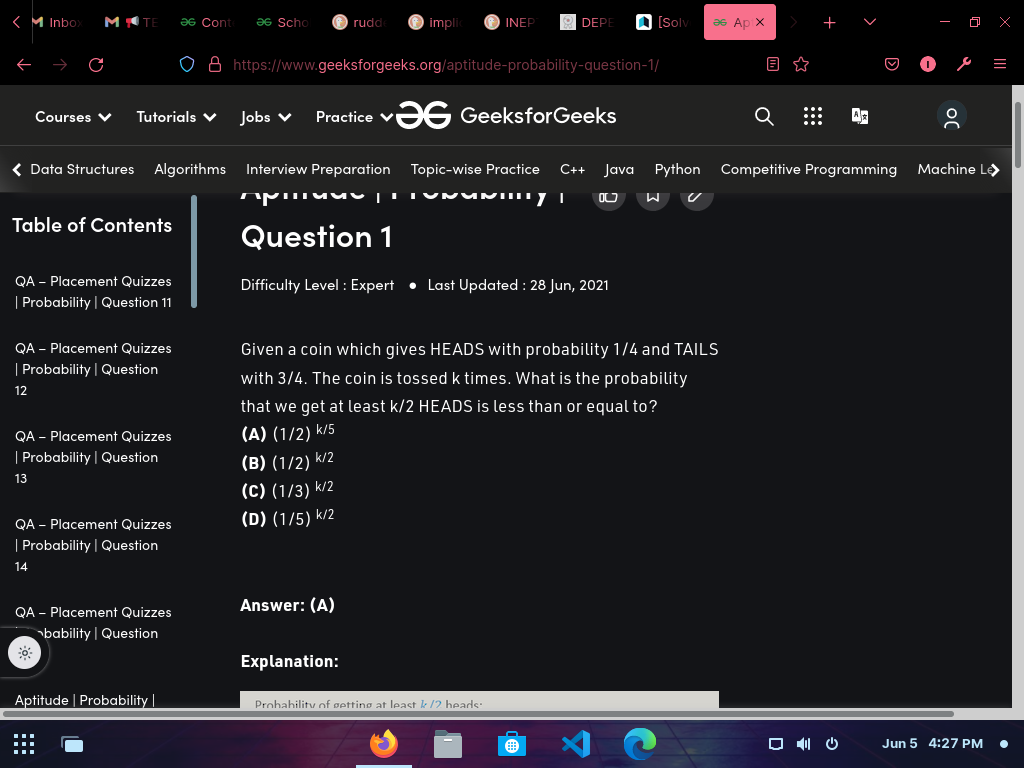 Inbo
TE
Cont
Scho
rudd
impli
INEP
DEPE
[Solv
Ap
https://www.geeksforgeeks.org/aptitude-probability-question-1/
Courses
Tutorials
Jobs
Practice
GeeksforGeeks
Data Structures
Algorithms
Interview Preparation
Topic-wise Practice
C++
Java
Python
Competitive Programming
Machine Le
Table of Contents
QA – Placement Quizzes
| Probability | Question 11
QA – Placement Quizzes
| Probability | Question
12
QA – Placement Quizzes
| Probability | Question
13
QA – Placement Quizzes
| Probability | Question
14
QA – Placement Quizzes
| Probability | Question
Aptitude | Probability |
Aptitude | Probability |
Question 1
Difficulty Level : Expert ● Last Updated : 28 Jun, 2021
Given a coin which gives HEADS with probability 1/4 and TAILS
with 3/4. The coin is tossed k times. What is the probability
that we get at least k/2 HEADS is less than or equal to?
(A) (1/2) k/5
(B) (1/2) k/2
(C) (1/3) k/2
(D) (1/5) k/2
Answer: (A)
Explanation:
Probability of getting at least k/2 heads:
Jun 5 4:27 PM